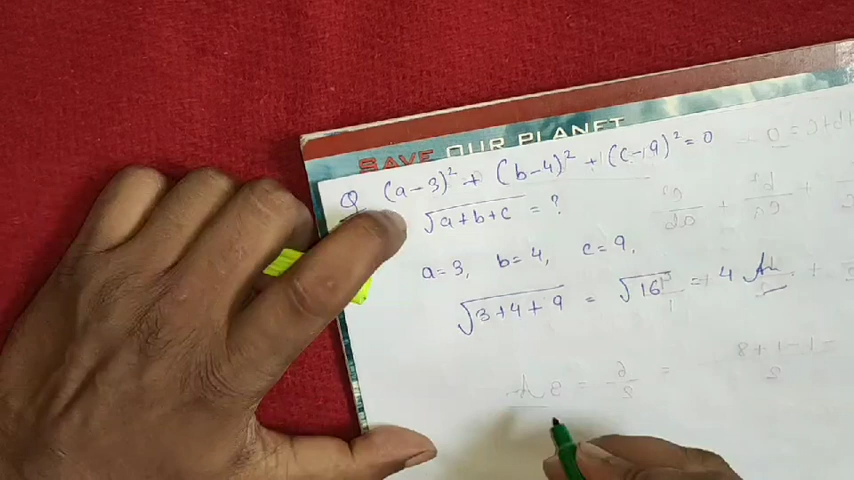 SAVE OUR PLANET
Q (a-3)² + (b-4)² + (c-9)² = 0
√a+b+c = ?
a=3, b=4, c=9,
√3+4+9 = √16 = 4 Ans